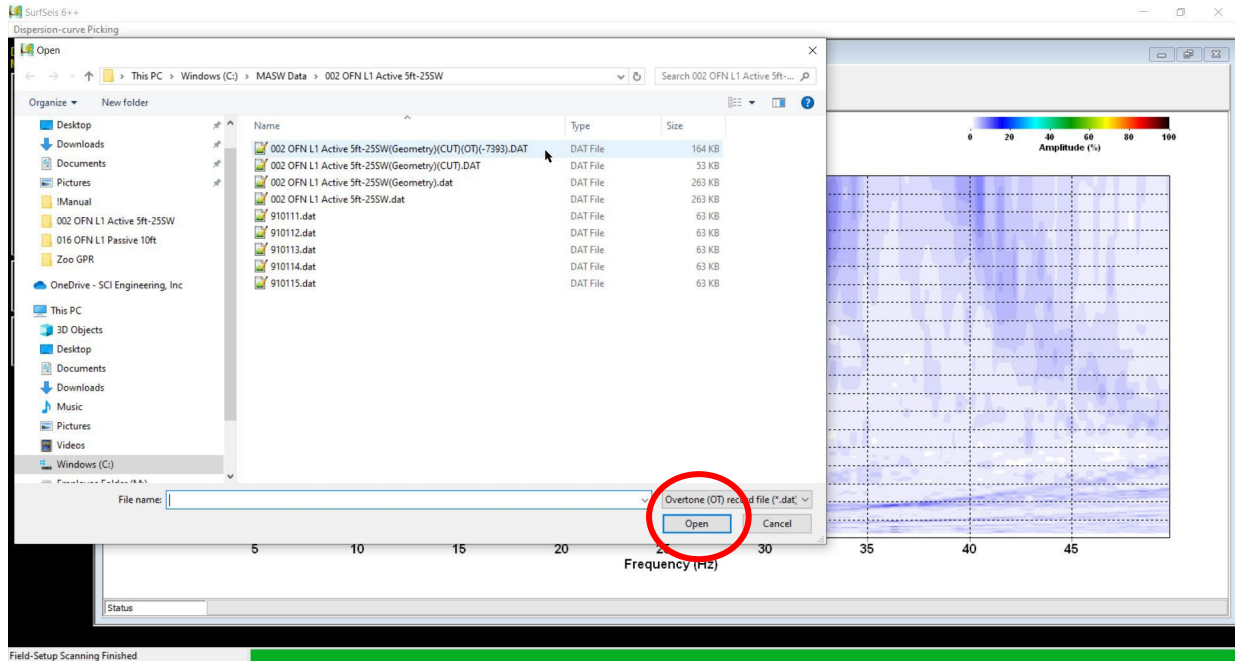 SurfSeis 6++
Dispersion-curve Picking
Open
This PC > Windows (C:) > MASW Data > 002 OFN L1 Active 5ft-25SW
Search 002 OFN L1 Active 5ft-...
Organize New folder
Desktop
Downloads
Documents
Pictures
!Manual
002 OFN L1 Active 5ft-25SW
016 OFN L1 Passive 10ft
Zoo GPR
OneDrive - SCI Engineering, Inc
This PC
3D Objects
Desktop
Documents
Downloads
Music
Pictures
Videos
Windows (C:)
Name Type Size
002 OFN L1 Active 5ft-25SW(Geometry)(CUT)(OT)(-7393).DAT DAT File 164 KB
002 OFN L1 Active 5ft-25SW(Geometry)(CUT).DAT DAT File 53 KB
002 OFN L1 Active 5ft-25SW(Geometry).dat DAT File 263 KB
002 OFN L1 Active 5ft-25SW.dat DAT File 263 KB
910111.dat DAT File 63 KB
910112.dat DAT File 63 KB
910113.dat DAT File 63 KB
910114.dat DAT File 63 KB
910115.dat DAT File 63 KB
File name: Overtone (OT) record file (*.dat)
Open Cancel
0 20 40 60 80 100
Amplitude (%)
5 10 15 20 25 30 35 40 45
Frequency (Hz)
Status
Field-Setup Scanning Finished